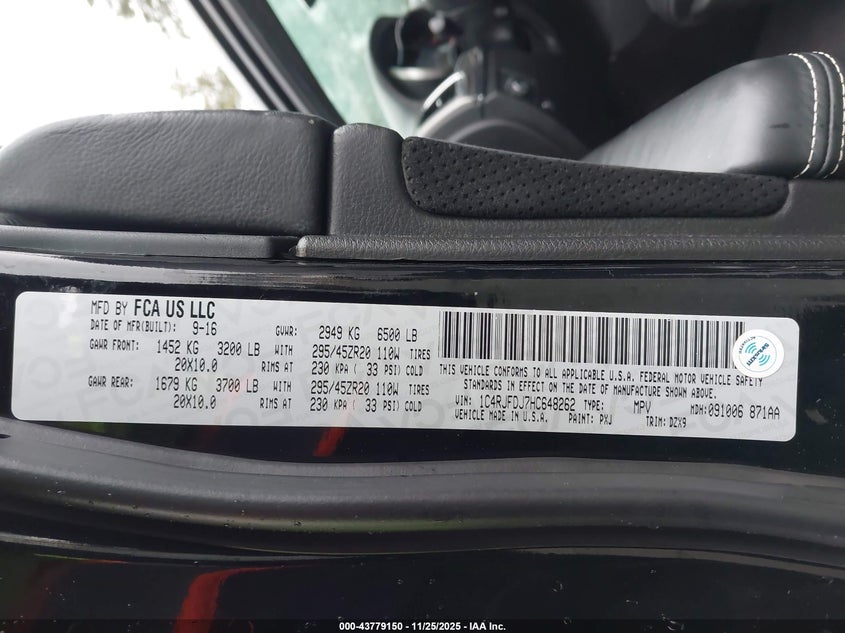 MFD BY FCA US LLC
DATE OF MFR(BUILT): 9-16 GVWR: 2949 KG 6500 LB
GAWR FRONT: 1452 KG 3200 LB WITH 295/45ZR20 110W TIRES
20X10.0 RIMS AT 230 KPA ( 33 PSI) COLD
GAWR REAR: 1679 KG 3700 LB WITH 295/45ZR20 110W TIRES
20X10.0 RIMS AT 230 KPA ( 33 PSI) COLD
THIS VEHICLE CONFORMS TO ALL APPLICABLE U.S.A. FEDERAL MOTOR VEHICLE SAFETY
STANDARDS IN EFFECT ON THE DATE OF MANUFACTURE SHOWN ABOVE.
VIN: 1C4RJFDJ7HC648262 TYPE: MPV MDH:091006 871AA
VEHICLE MADE IN U.S.A. PAINT: PXJ TRIM: DZX9
000-43779150 - 11/25/2025 - IAA Inc.